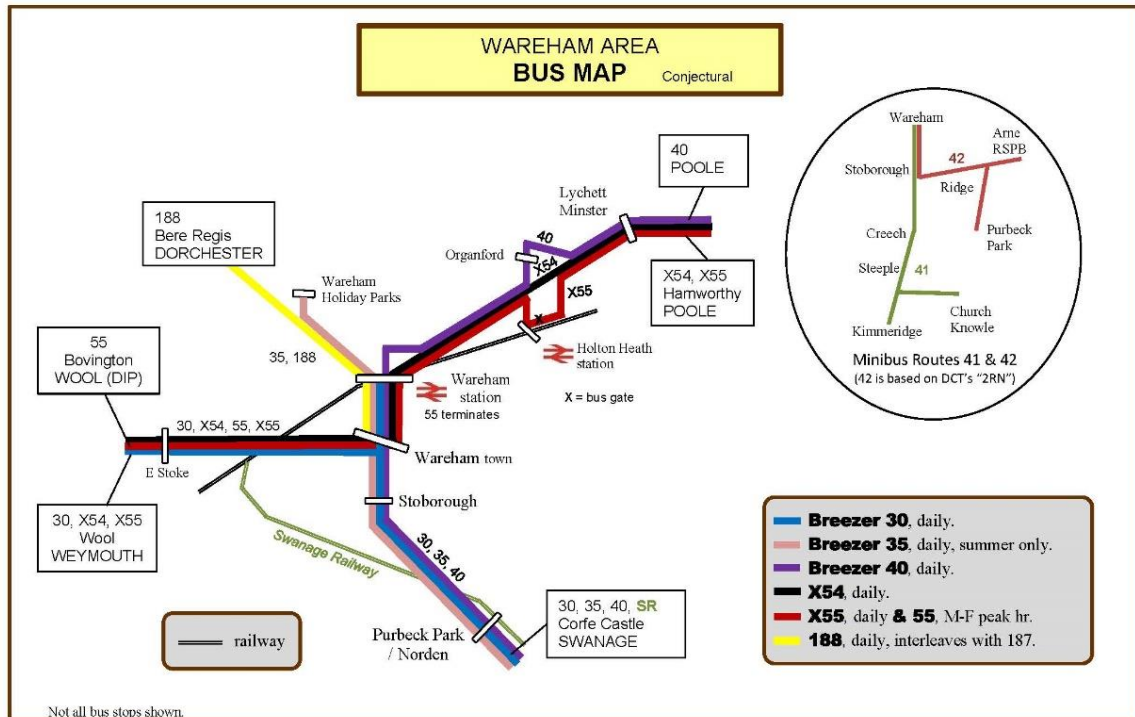 WAREHAM AREA
BUS MAP Conjectural
40
POOLE
Lychett
Minster
188
Bere Regis
DORCHESTER
40
Organford
X54
X55
X54, X55
Hamworthy
POOLE
Wareham
Holiday Parks
X
Holton Heath
station
X = bus gate
35, 188
Wareham
station
55 terminates
55
Bovington
WOOL (DIP)
30, X54, 55, X55
E Stoke
Wareham town
Stoborough
30, X54, X55
Wool
WEYMOUTH
Swanage Railway
30, 35, 40
30, 35, 40, SR
Corfe Castle
SWANAGE
Purbeck Park
/ Norden
railway
Not all bus stops shown.
Wareham
Arne
RSPB
Stoborough
42
Ridge
Purbeck
Park
Creech
Steeple
41
Church
Knowle
Kimmeridge
Minibus Routes 41 & 42
(42 is based on DCT's "2RN")
Breezer 30, daily.
Breezer 35, daily, summer only.
Breezer 40, daily.
X54, daily.
X55, daily & 55, M-F peak hr.
188, daily, interleaves with 187.